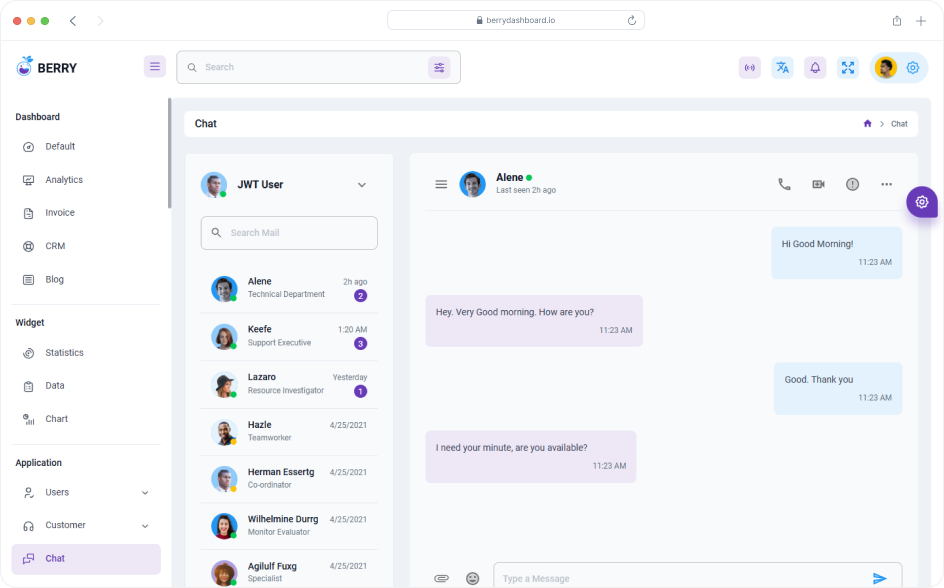 berrydashboard.io
BERRY
Search
Dashboard
Default
Analytics
Invoice
CRM
Blog
Widget
Statistics
Data
Chart
Application
Users
Customer
Chat
Chat
Chat
JWT User
Search Mail
Alene
2h ago
Technical Department
2
Keefe
1:20 AM
Support Executive
3
Lazaro
Yesterday
Resource Investigator
1
Hazle
4/25/2021
Teamworker
Herman Essertg
4/25/2021
Co-ordinator
Wilhelmine Durrg
4/25/2021
Monitor Evaluator
Agilulf Fuxg
4/25/2021
Specialist
Alene
Last seen 2h ago
Hi Good Morning!
11:23 AM
Hey. Very Good morning. How are you?
11:23 AM
Good. Thank you
11:23 AM
I need your minute, are you available?
11:23 AM
Type a Message